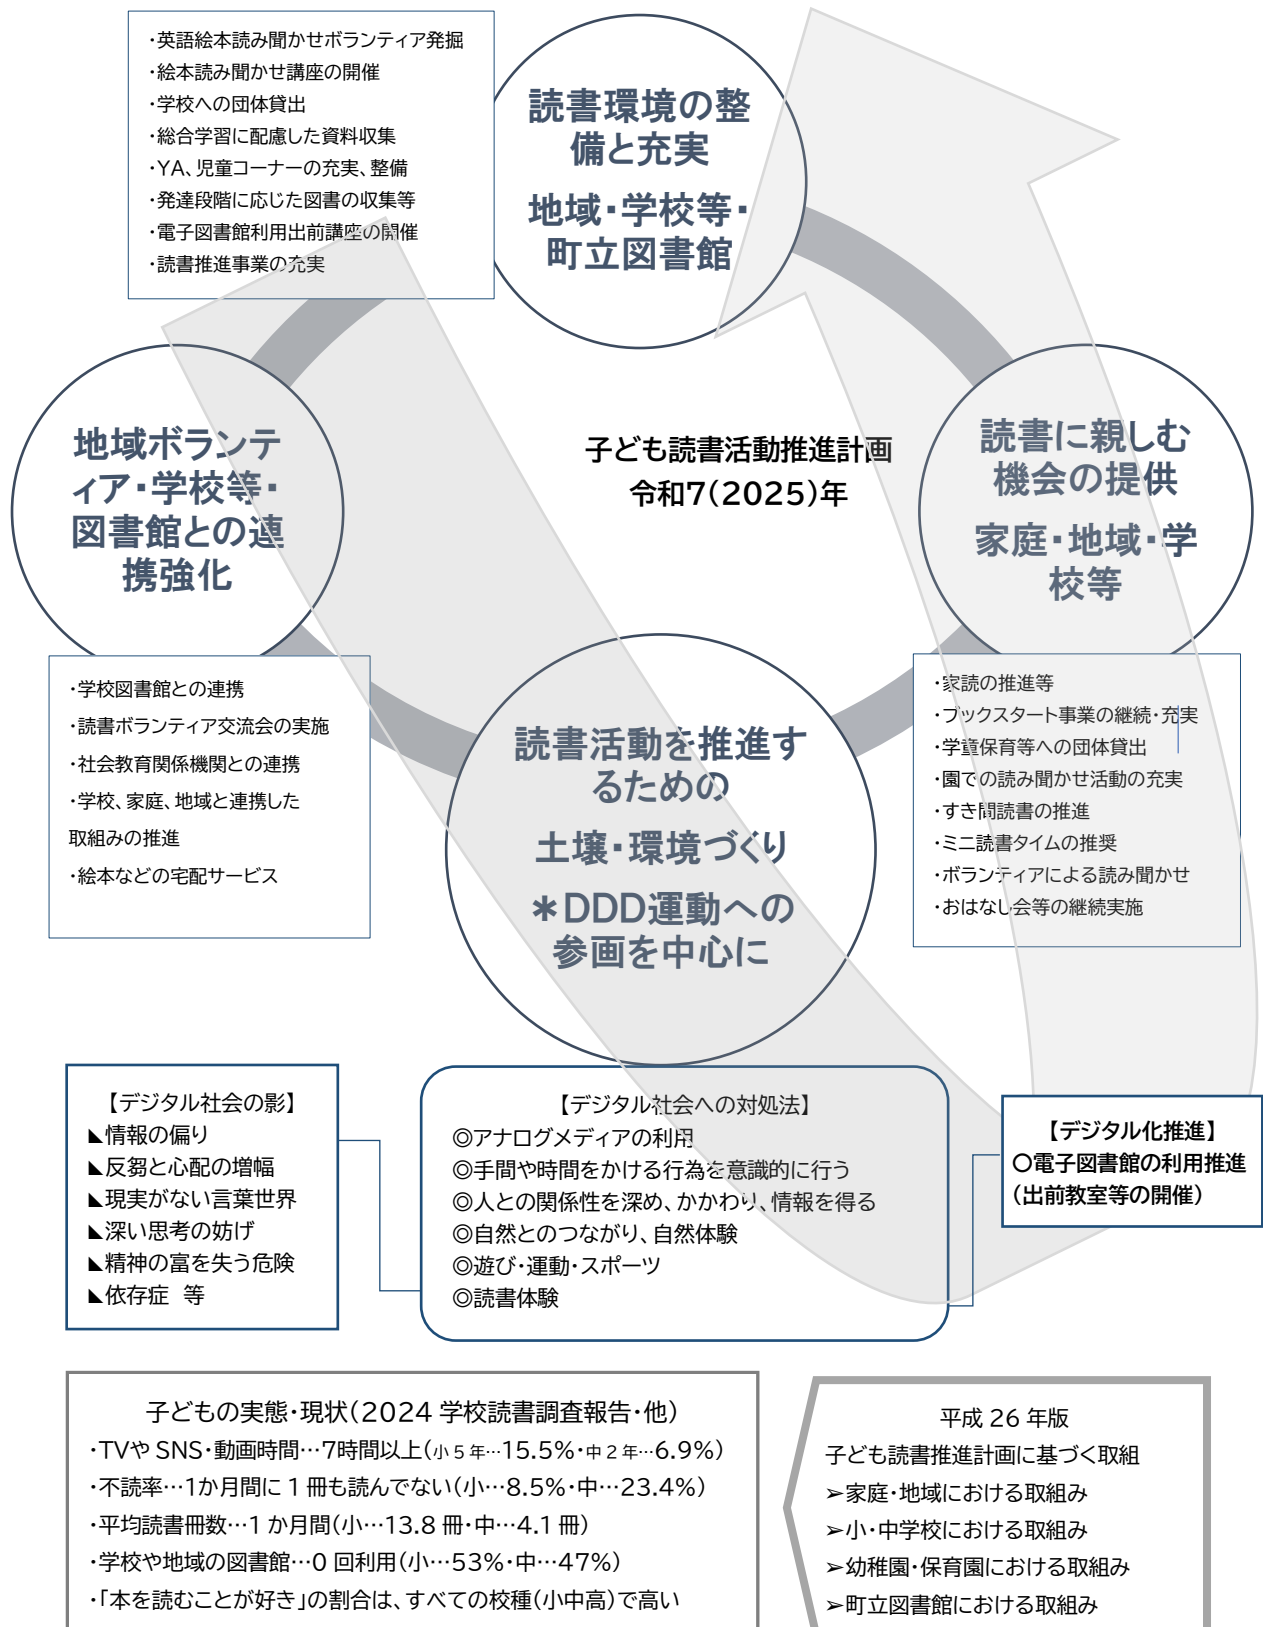 ・英語絵本読み聞かせボランティア発掘
・絵本読み聞かせ講座の開催
・学校への団体貸出
・総合学習に配慮した資料収集
・YA、児童コーナーの充実、整備
・発達段階に応じた図書の収集等
・電子図書館利用出前講座の開催
・読書推進事業の充実
読書環境の整
備と充実
地域・学校等・
町立図書館
地域ボランテ
ィア・学校等・
図書館との連
携強化
子ども読書活動推進計画
令和7(2025)年
読書に親しむ
機会の提供
家庭・地域・学
校等
・学校図書館との連携
・読書ボランティア交流会の実施
・社会教育関係機関との連携
・学校、家庭、地域と連携した
取組みの推進
・絵本などの宅配サービス
読書活動を推進す
るための
土壌・環境づくり
＊DDD運動への
参画を中心に
・家読の推進等
・ブックスタート事業の継続・充実
・学童保育等への団体貸出
・園での読み聞かせ活動の充実
・すき間読書の推進
・ミニ読書タイムの推奨
・ボランティアによる読み聞かせ
・おはなし会等の継続実施
【デジタル社会の影】
◣情報の偏り
◣反芻と心配の増幅
◣現実がない言葉世界
◣深い思考の妨げ
◣精神の富を失う危険
◣依存症 等
【デジタル社会への対処法】
◎アナログメディアの利用
◎手間や時間をかける行為を意識的に行う
◎人との関係性を深め、かかわり、情報を得る
◎自然とのつながり、自然体験
◎遊び・運動・スポーツ
◎読書体験
【デジタル化推進】
〇電子図書館の利用推進
（出前教室等の開催）
子どもの実態・現状（2024 学校読書調査報告・他）
・TVや SNS・動画時間…7時間以上（小５年…15.5%・中２年…6.9%）
・不読率…1か月間に 1 冊も読んでない（小…8.5%・中…23.4%）
・平均読書冊数…1 か月間（小…13.8 冊・中…4.1 冊）
・学校や地域の図書館…0 回利用（小…53%・中…47%）
・「本を読むことが好き」の割合は、すべての校種（小中高）で高い
平成 26 年版
子ども読書推進計画に基づく取組
➢家庭・地域における取組み
➢小・中学校における取組み
➢幼稚園・保育園における取組み
➢町立図書館における取組み